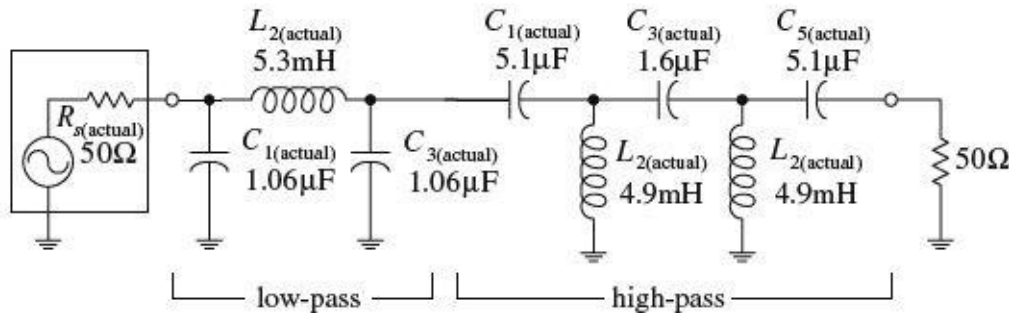 L2(actual)
5.3mH
C1(actual)
5.1μF
C3(actual)
1.6μF
C5(actual)
5.1μF
Rs(actual)
50Ω
C1(actual)
1.06μF
C3(actual)
1.06μF
L2(actual)
4.9mH
L2(actual)
4.9mH
50Ω
low-pass
high-pass